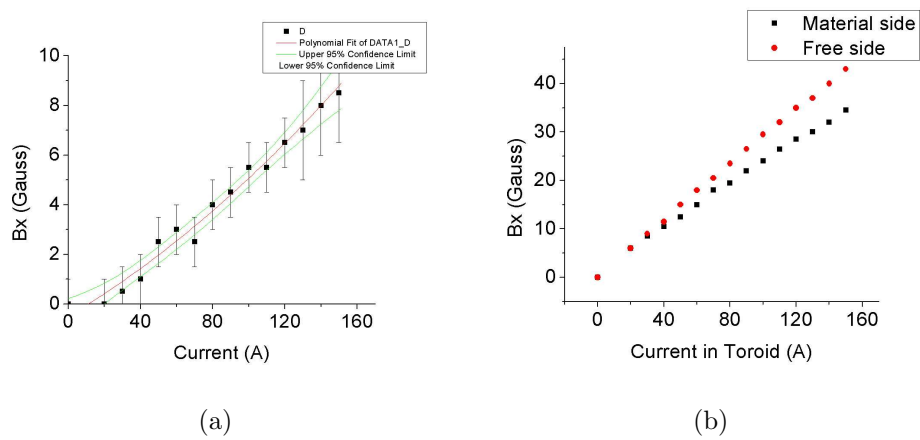 D
Polynomial Fit of DATA1_D
Upper 95% Confidence Limit
Lower 95% Confidence Limit
10
8
6
4
2
0
Bx (Gauss)
0 40 80 120 160
Current (A)
(a)
Material side
Free side
40
30
20
10
0
Bx (Gauss)
0 40 80 120 160
Current in Toroid (A)
(b)